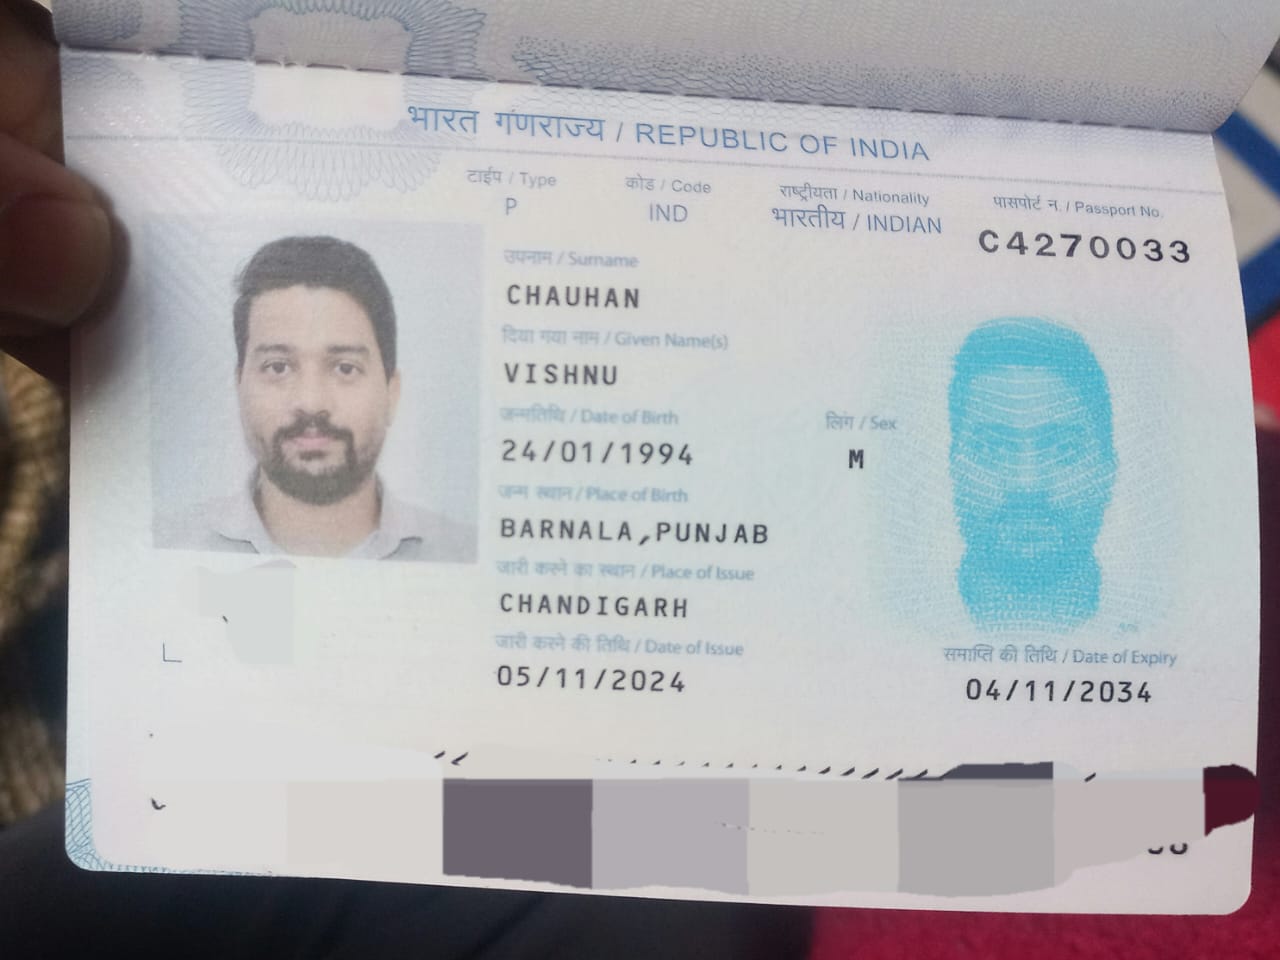 भारत गणराज्य / REPUBLIC OF INDIA
टाईप / Type
कोड / Code
राष्ट्रीयता / Nationality
पासपोर्ट न. / Passport No.
P
IND
भारतीय / INDIAN
C4270033
उपनाम / Surname
CHAUHAN
दिया गया नाम / Given Name(s)
VISHNU
जन्मतिथि / Date of Birth
लिंग / Sex
24/01/1994
M
जन्म स्थान / Place of Birth
BARNALA,PUNJAB
जारी करने का स्थान / Place of Issue
CHANDIGARH
जारी करने की तिथि / Date of Issue
समाप्ति की तिथि / Date of Expiry
05/11/2024
04/11/2034